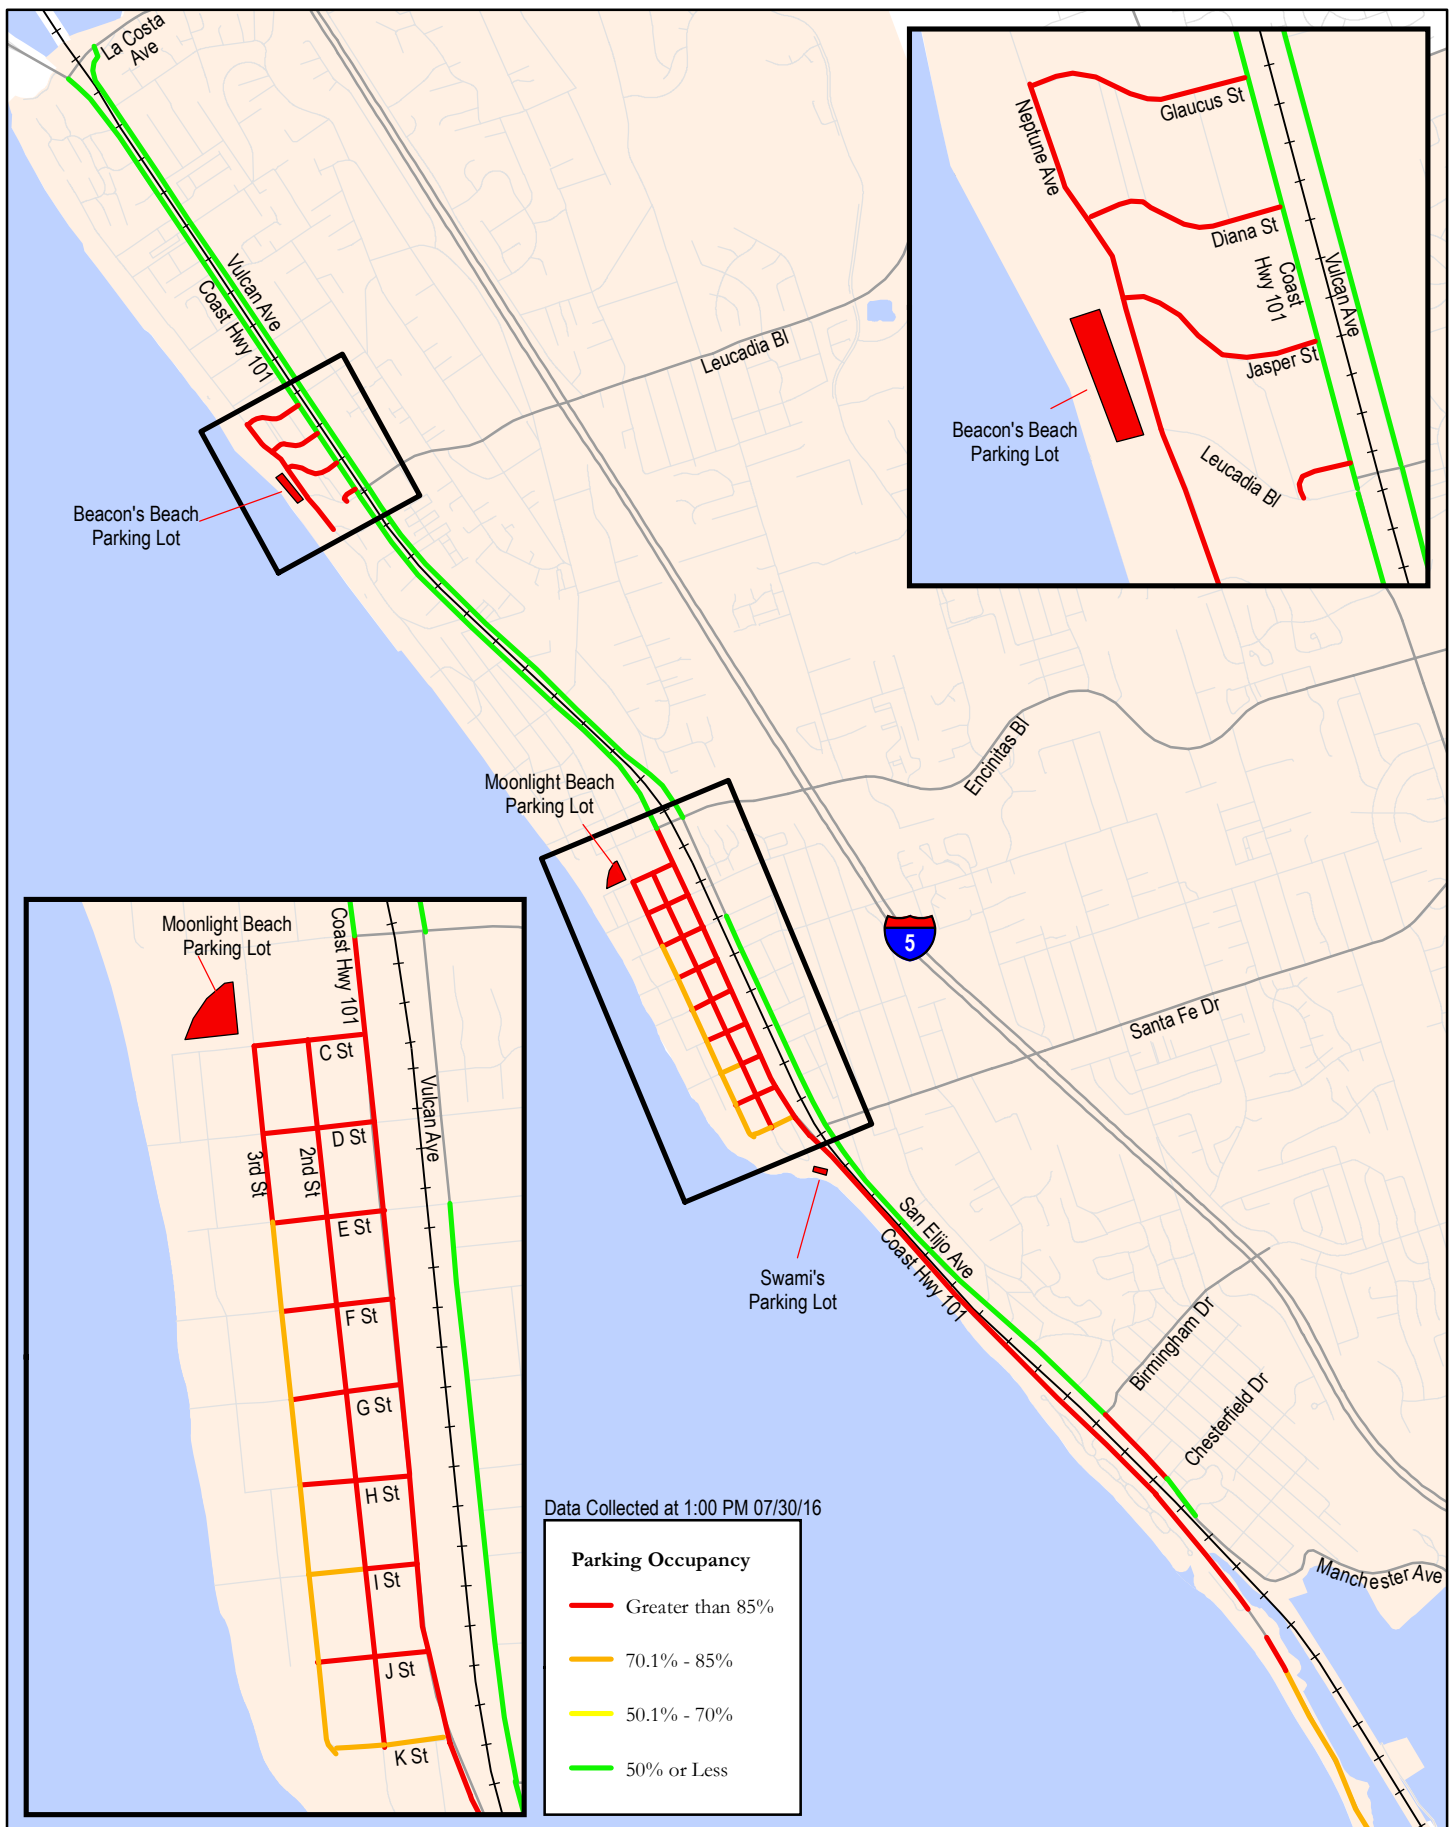 La Costa
Ave
Vulcan Ave
Coast Hwy 101
Leucadia Bl
Beacon's Beach
Parking Lot
Neptune Ave
Glaucus St
Diana St
Coast
Hwy 101
Vulcan Ave
Jasper St
Beacon's Beach
Parking Lot
Leucadia Bl
Encinitas Bl
Moonlight Beach
Parking Lot
5
Santa Fe Dr
Moonlight Beach
Parking Lot
Coast Hwy 101
C St
Vulcan Ave
D St
3rd St
2nd St
E St
F St
G St
H St
I St
J St
K St
San Elijo Ave
Coast Hwy 101
Swami's
Parking Lot
Birmingham Dr
Chesterfield Dr
Manchester Ave
Data Collected at 1:00 PM 07/30/16
Parking Occupancy
Greater than 85%
70.1% - 85%
50.1% - 70%
50% or Less